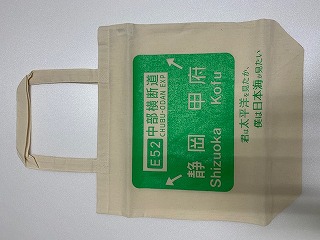 E52 中部横断道
CHUBU-ODAN EXP
静岡 甲府
Shizuoka Kofu
君は太平洋を見たか、
僕は日本海が見たい